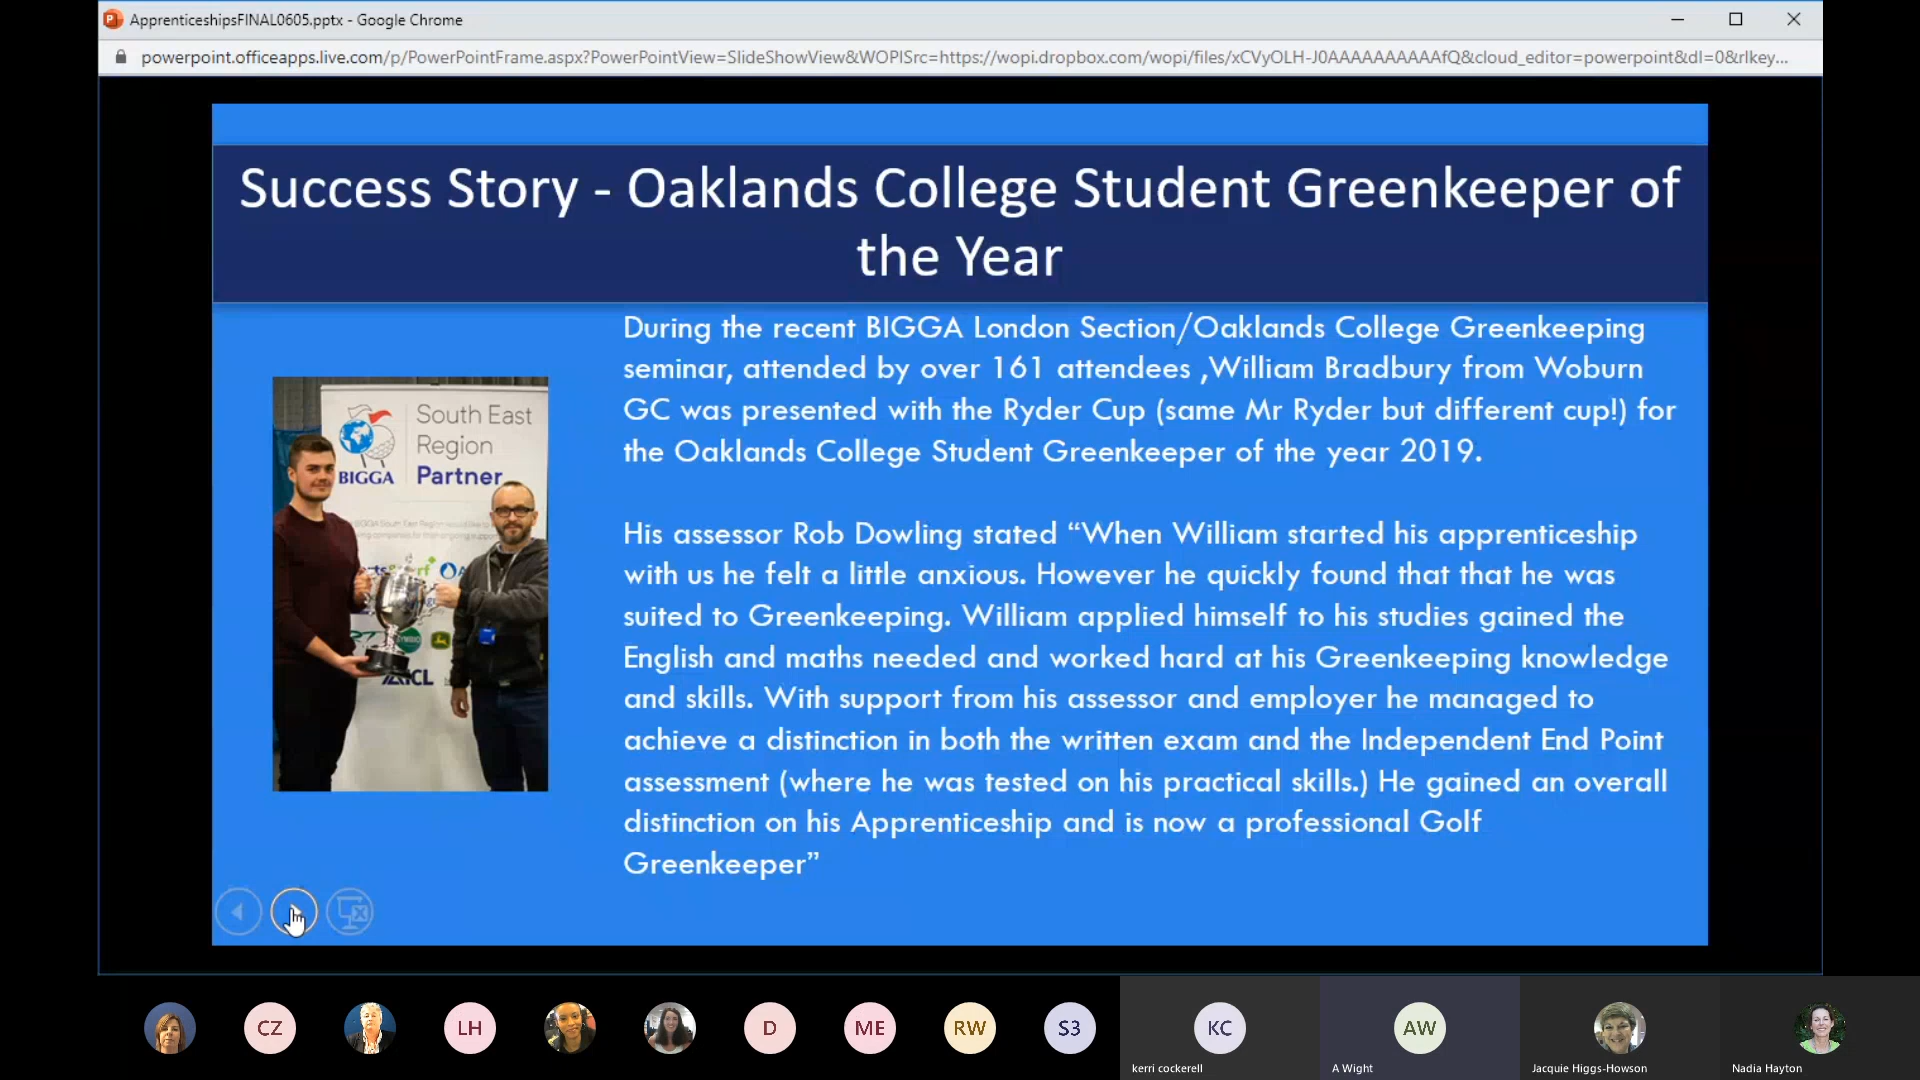 ApprenticeshipsFINAL0605.pptx - Google Chrome
powerpoint.officeapps.live.com/p/PowerPointFrame.aspx?PowerPointView=SlideShowView&WOPISrc=https://wopi.dropbox.com/wopi/files/xCVyOLH-J0AAAAAAAAAAfQ&cloud_editor=powerpoint&dl=0&rlkey...
Success Story - Oaklands College Student Greenkeeper of
the Year
During the recent BIGGA London Section/Oaklands College Greenkeeping
seminar, attended by over 161 attendees ,William Bradbury from Woburn
GC was presented with the Ryder Cup (same Mr Ryder but different cup!) for
the Oaklands College Student Greenkeeper of the year 2019.
His assessor Rob Dowling stated “When William started his apprenticeship
with us he felt a little anxious. However he quickly found that that he was
suited to Greenkeeping. William applied himself to his studies gained the
English and maths needed and worked hard at his Greenkeeping knowledge
and skills. With support from his assessor and employer he managed to
achieve a distinction in both the written exam and the Independent End Point
assessment (where he was tested on his practical skills.) He gained an overall
distinction on his Apprenticeship and is now a professional Golf
Greenkeeper”
South East
Region
Partner
BIGGA
CZ
LH
D
ME
RW
S3
KC
AW
kerri cockerell
A Wight
Jacquie Higgs-Howson
Nadia Hayton